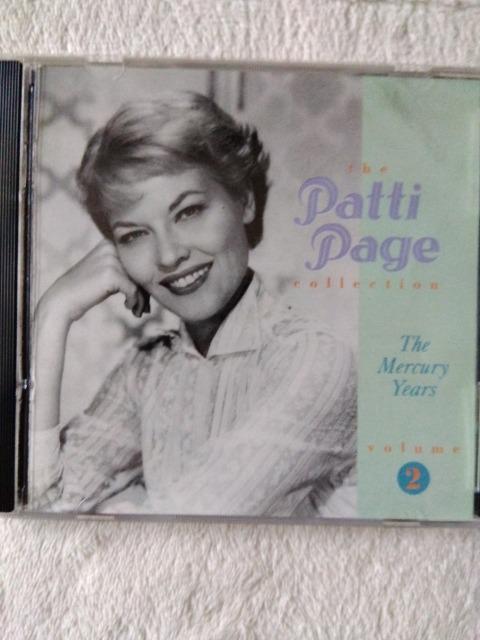 the
Patti
Page
collection
The
Mercury
Years
volume
2